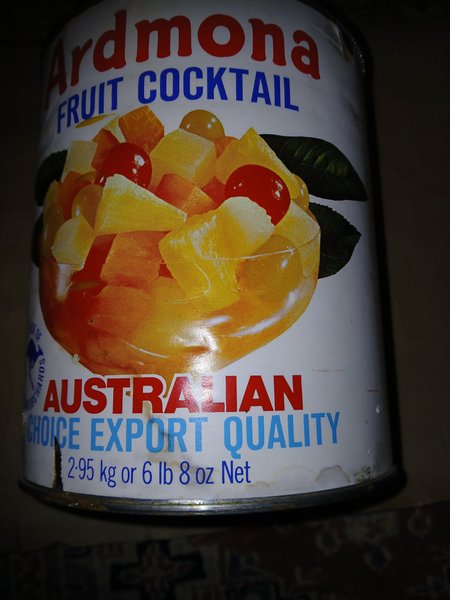 Ardmona
FRUIT COCKTAIL
AUSTRALIAN
CHOICE EXPORT QUALITY
2·95 kg or 6 lb 8 oz Net